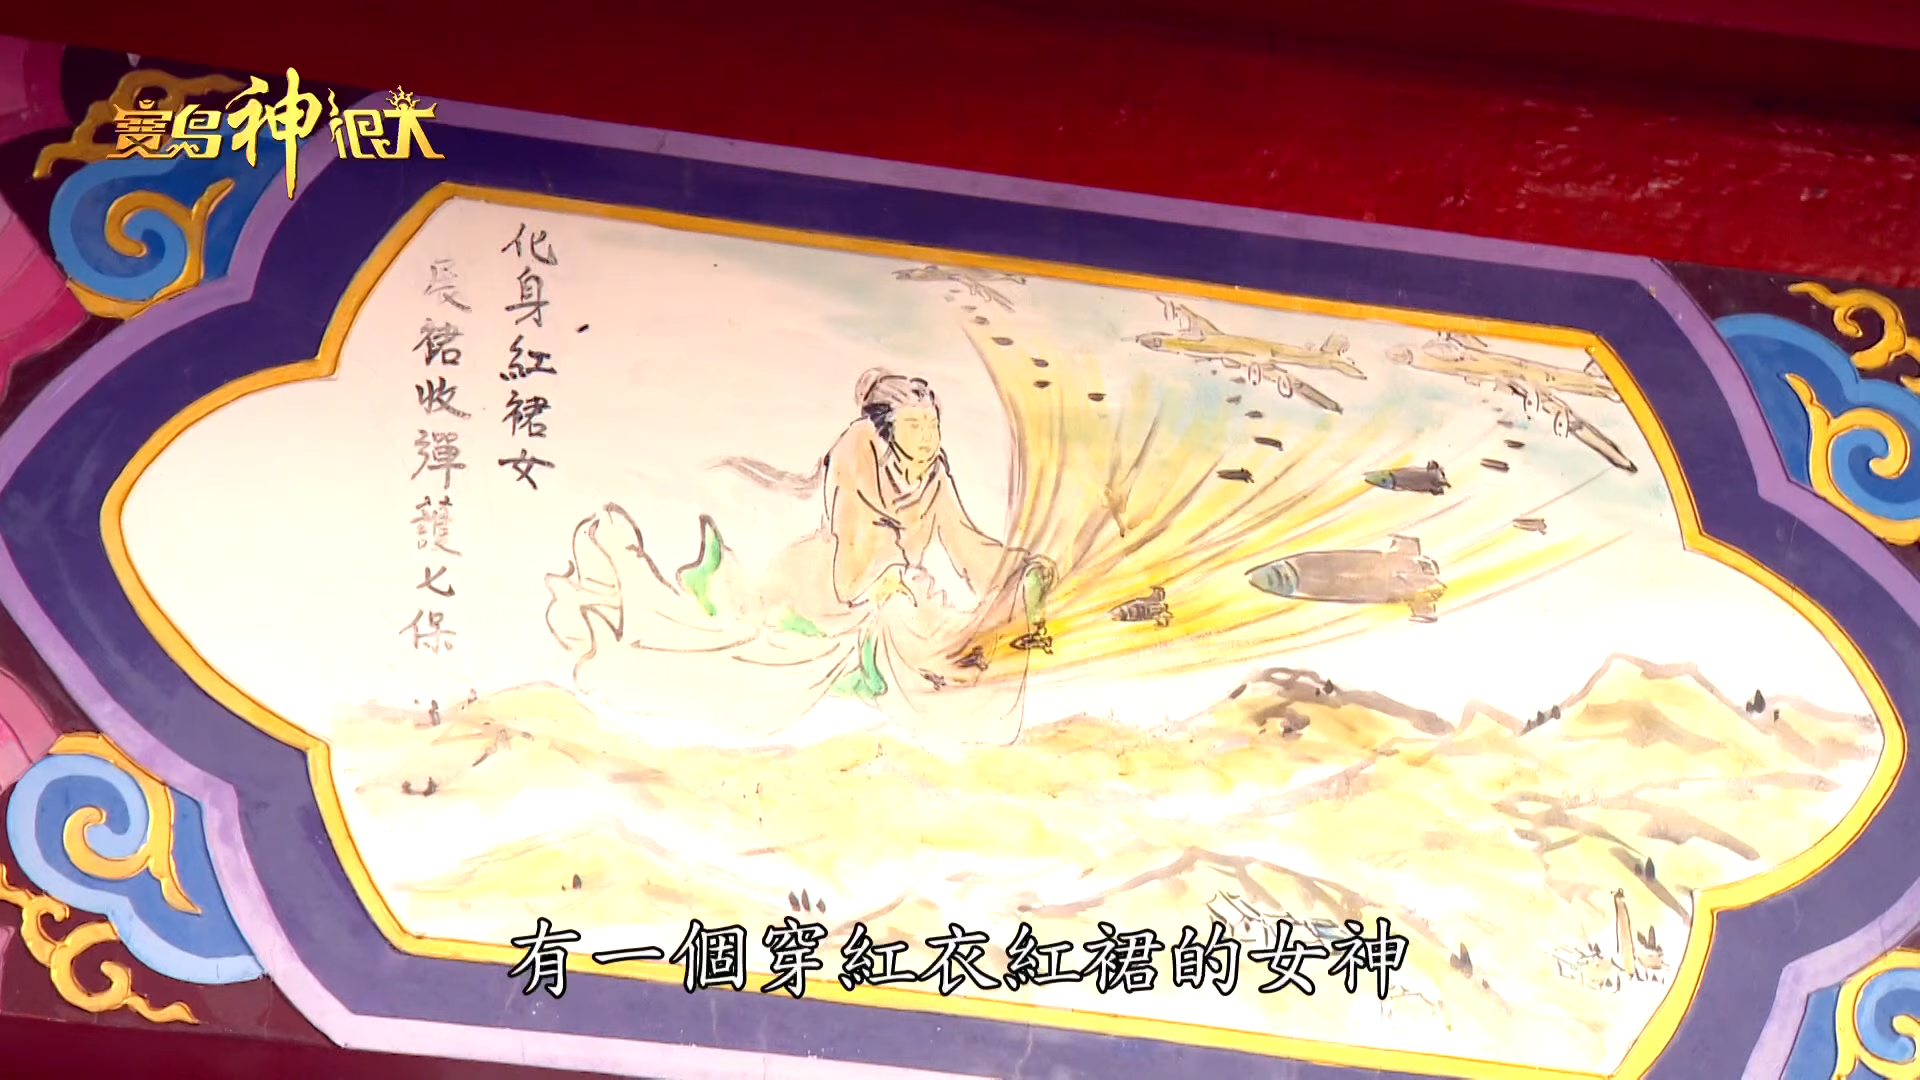 寶島神很大
化身紅裙女
長裙收彈護七保
有一個穿紅衣紅裙的女神